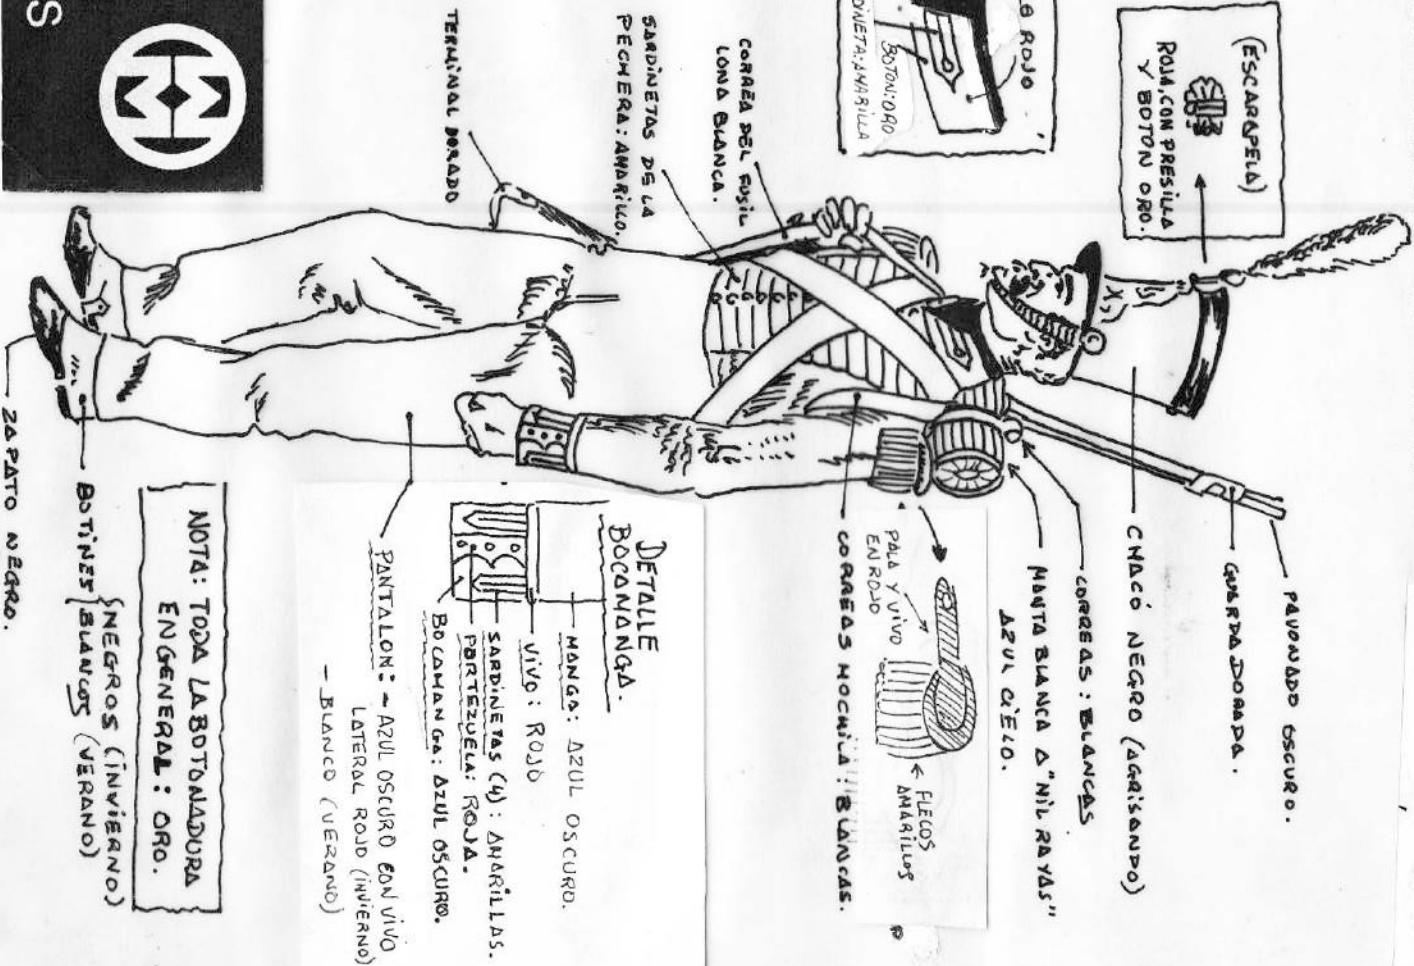 (ESCARAPELA)
ROJA, CON PRESILLA
Y BOTON ORO.
ROJO
BOTON: ORO
AMARILLA
CORREA DEL FUSIL
LONA BLANCA.
SARDINETAS DE LA
PECHERA: AMARILLO.
TERMINAL DORADO
S
PAVONADO OSCURO.
GUARDA DORADA.
CHACÓ NEGRO (AGRISANDO)
CORREAS: BLANCAS
MANTA BLANCA A "MIL RAYAS"
AZUL CIELO.
PALA Y VIVO
EN ROJO
FLECOS
AMARILLOS
CORREAS MOCHILA: BLANCAS.
DETALLE
BOCAMANGA.
MANGA: AZUL OSCURO.
VIVO: ROJO
SARDINETAS (4): AMARILLAS.
PORTEZUELA: ROJA.
BOCAMANGA: AZUL OSCURO.
PANTALON: - AZUL OSCURO CON VIVO
LATERAL ROJO (INVIERNO)
- BLANCO (VERANO)
NOTA: TODA LA BOTONADURA
EN GENERAL: ORO.
BOTINES {NEGROS (INVIERNO)
BLANCOS (VERANO)
ZAPATO NEGRO.